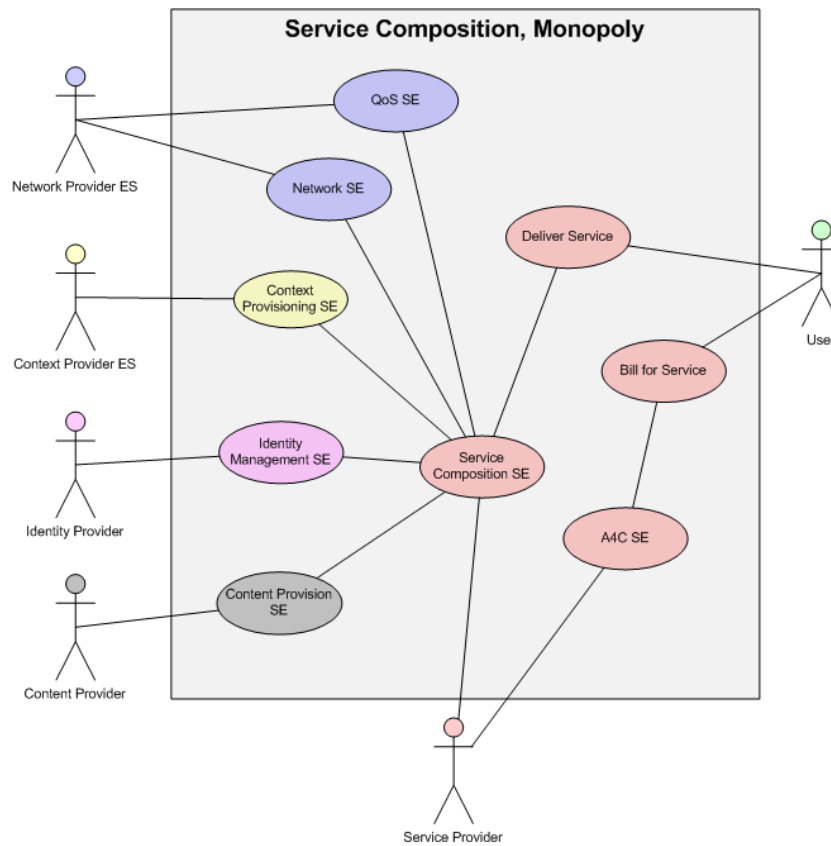 Service Composition, Monopoly
QoS SE
Network Provider ES
Network SE
Deliver Service
Context
Provisioning SE
Context Provider ES
Use
Bill for Service
Identity
Management SE
Service
Composition SE
Identity Provider
A4C SE
Content Provision
SE
Content Provider
Service Provider